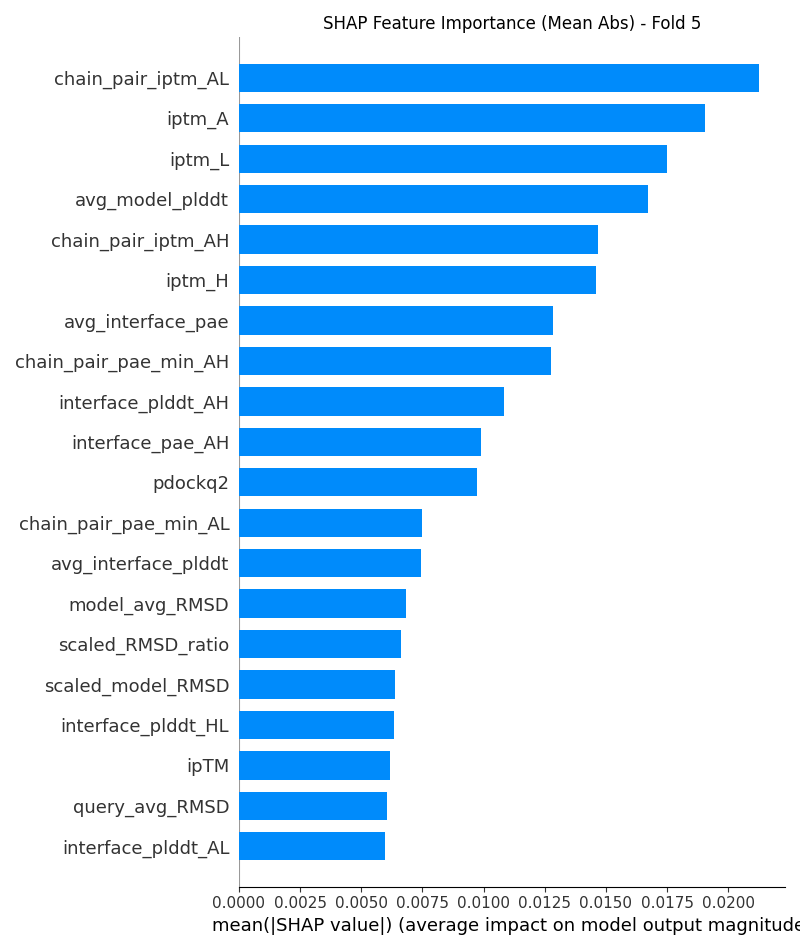 SHAP Feature Importance (Mean Abs) - Fold 5
chain_pair_iptm_AL
iptm_A
iptm_L
avg_model_plddt
chain_pair_iptm_AH
iptm_H
avg_interface_pae
chain_pair_pae_min_AH
interface_plddt_AH
interface_pae_AH
pdockq2
chain_pair_pae_min_AL
avg_interface_plddt
model_avg_RMSD
scaled_RMSD_ratio
scaled_model_RMSD
interface_plddt_HL
ipTM
query_avg_RMSD
interface_plddt_AL
0.0000 0.0025 0.0050 0.0075 0.0100 0.0125 0.0150 0.0175 0.0200
mean(|SHAP value|) (average impact on model output magnitude